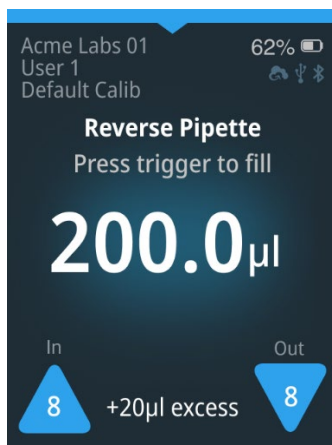 Acme Labs 01
62%
User 1
Default Calib
Reverse Pipette
Press trigger to fill
200.0µl
In
Out
8
+20µl excess
8